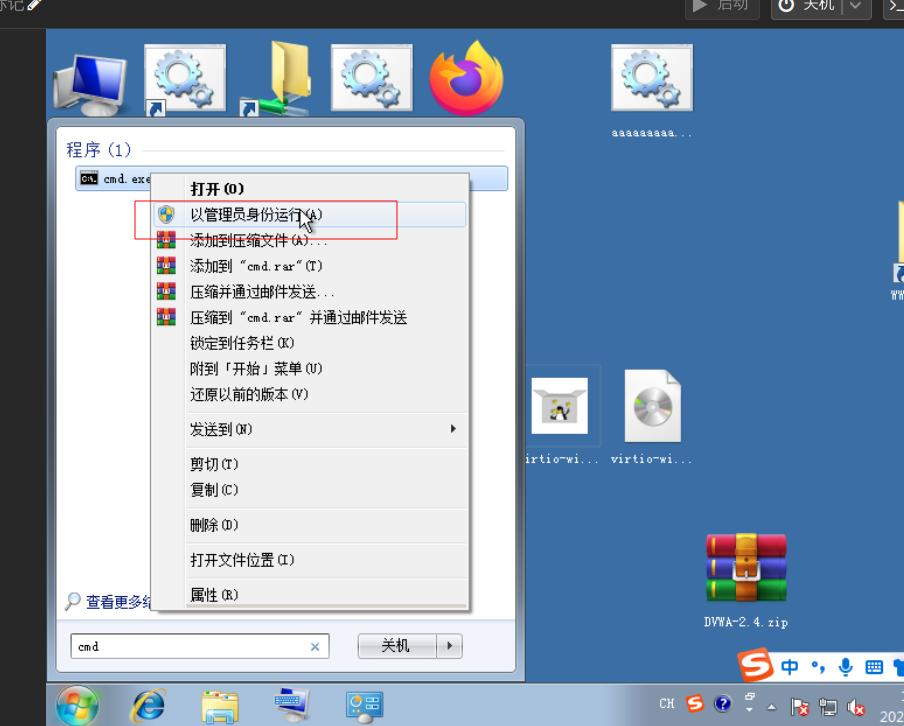 标记
启动
关机
aaaaaaaaa...
程序 (1)
cmd.exe
打开(O)
以管理员身份运行(A)
添加到压缩文件(A)...
添加到 "cmd.rar"(T)
压缩并通过邮件发送...
压缩到 "cmd.rar" 并通过邮件发送
锁定到任务栏(K)
附到「开始」菜单(U)
还原以前的版本(V)
发送到(N)
剪切(T)
复制(C)
删除(D)
打开文件位置(I)
属性(R)
查看更多
cmd
关机
irtio-wi...
virtio-wi...
DVWA-2.4.zip
中
CH
202